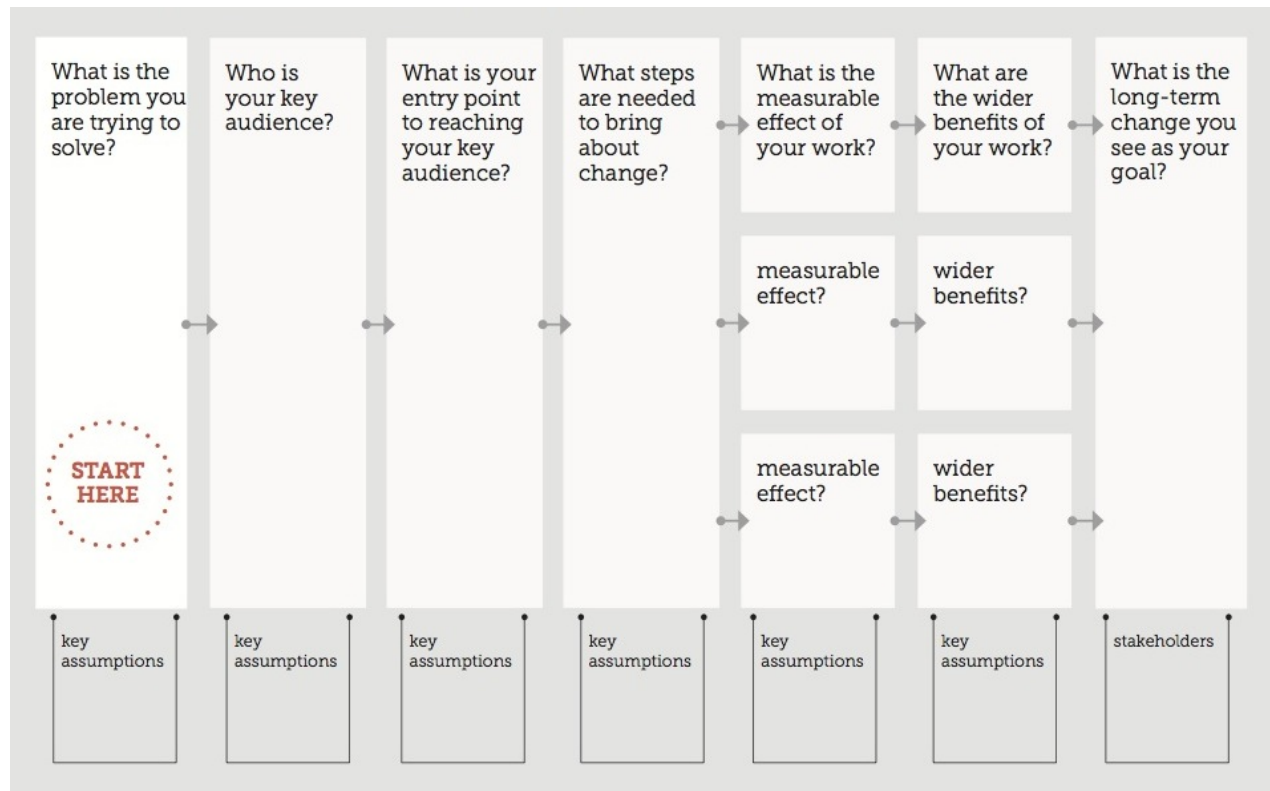 What is the
problem you
are trying to
solve?
START
HERE
key
assumptions
Who is
your key
audience?
key
assumptions
What is your
entry point
to reaching
your key
audience?
key
assumptions
What steps
are needed
to bring
about
change?
key
assumptions
What is the
measurable
effect of
your work?
measurable
effect?
measurable
effect?
key
assumptions
What are
the wider
benefits of
your work?
wider
benefits?
wider
benefits?
key
assumptions
What is the
long-term
change you
see as your
goal?
stakeholders